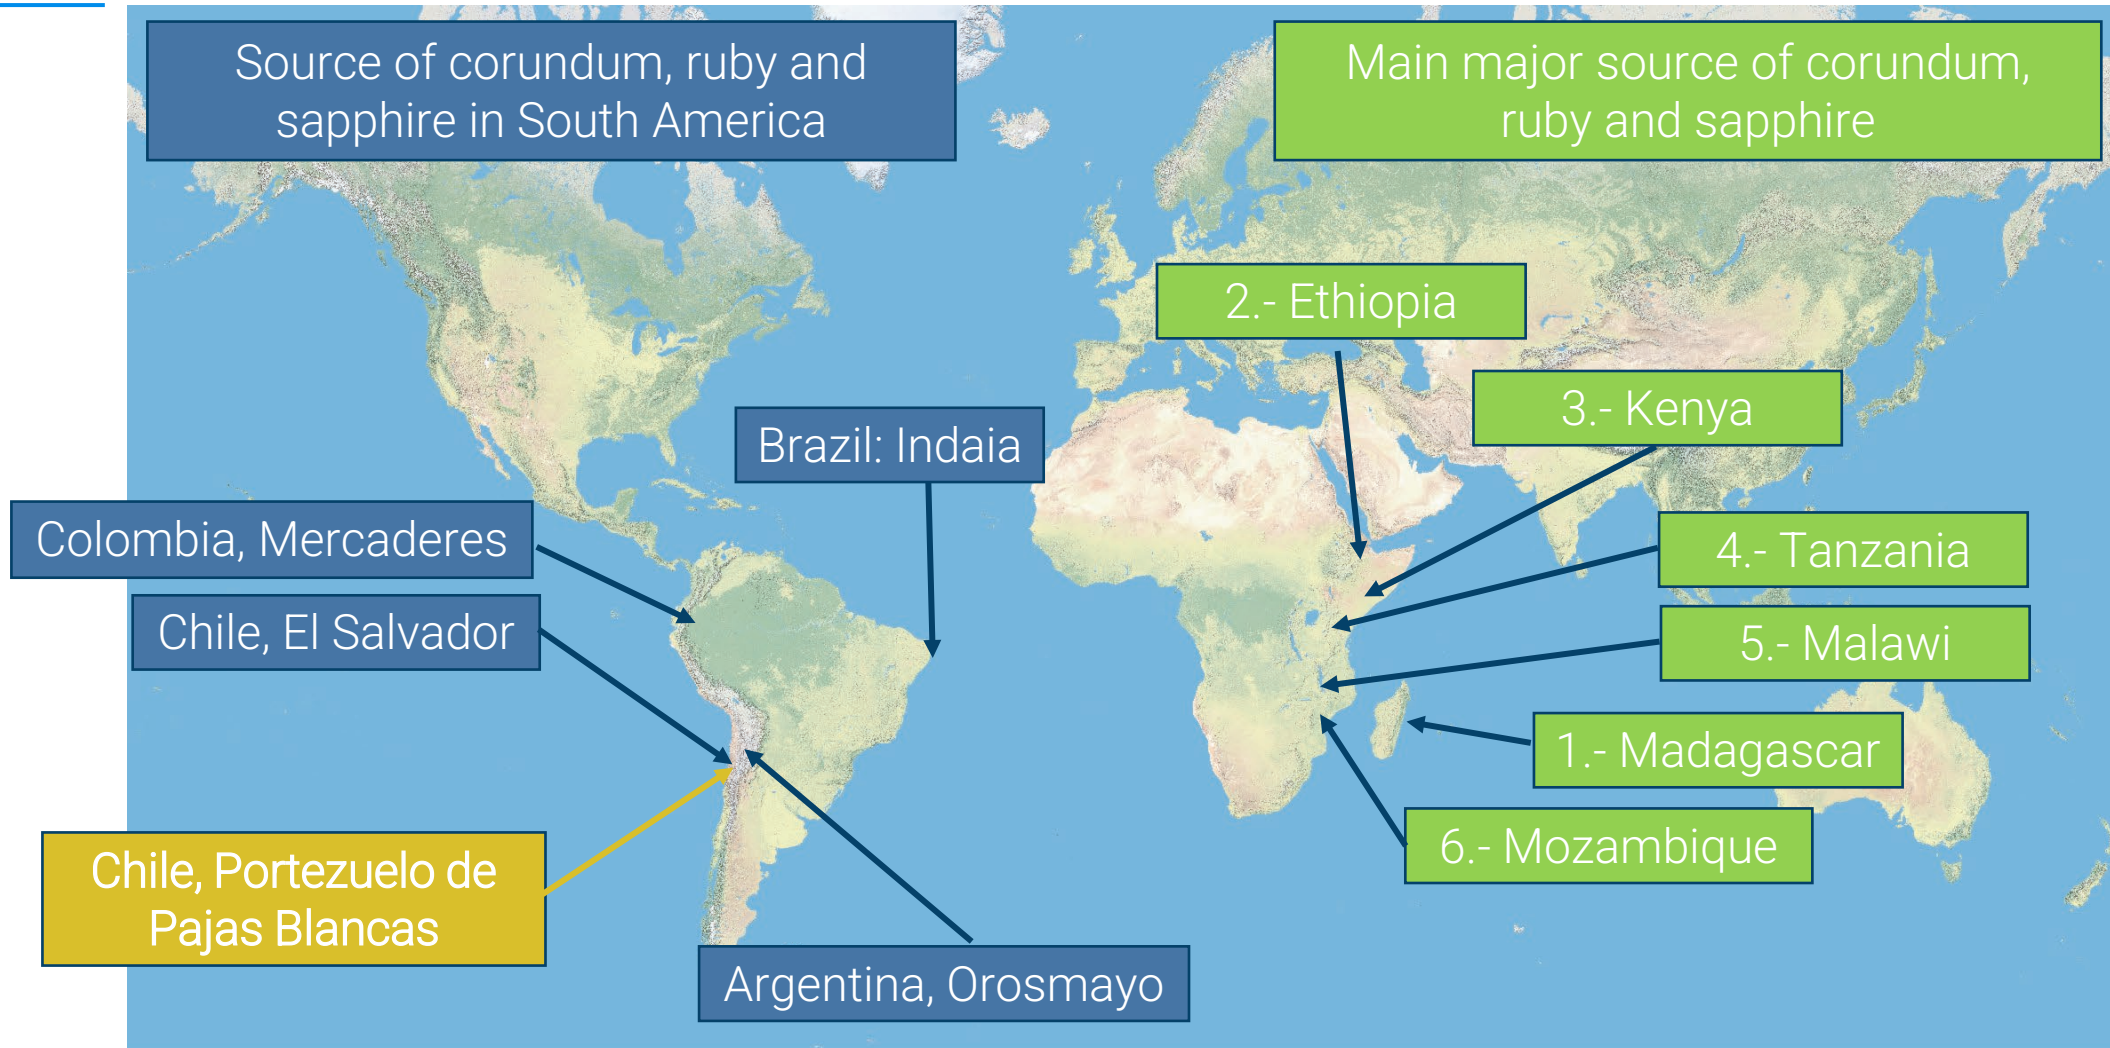 Source of corundum, ruby and
sapphire in South America
Main major source of corundum,
ruby and sapphire
2.- Ethiopia
3.- Kenya
Brazil: Indaia
Colombia, Mercaderes
4.- Tanzania
Chile, El Salvador
5.- Malawi
1.- Madagascar
6.- Mozambique
Chile, Portezuelo de
Pajas Blancas
Argentina, Orosmayo